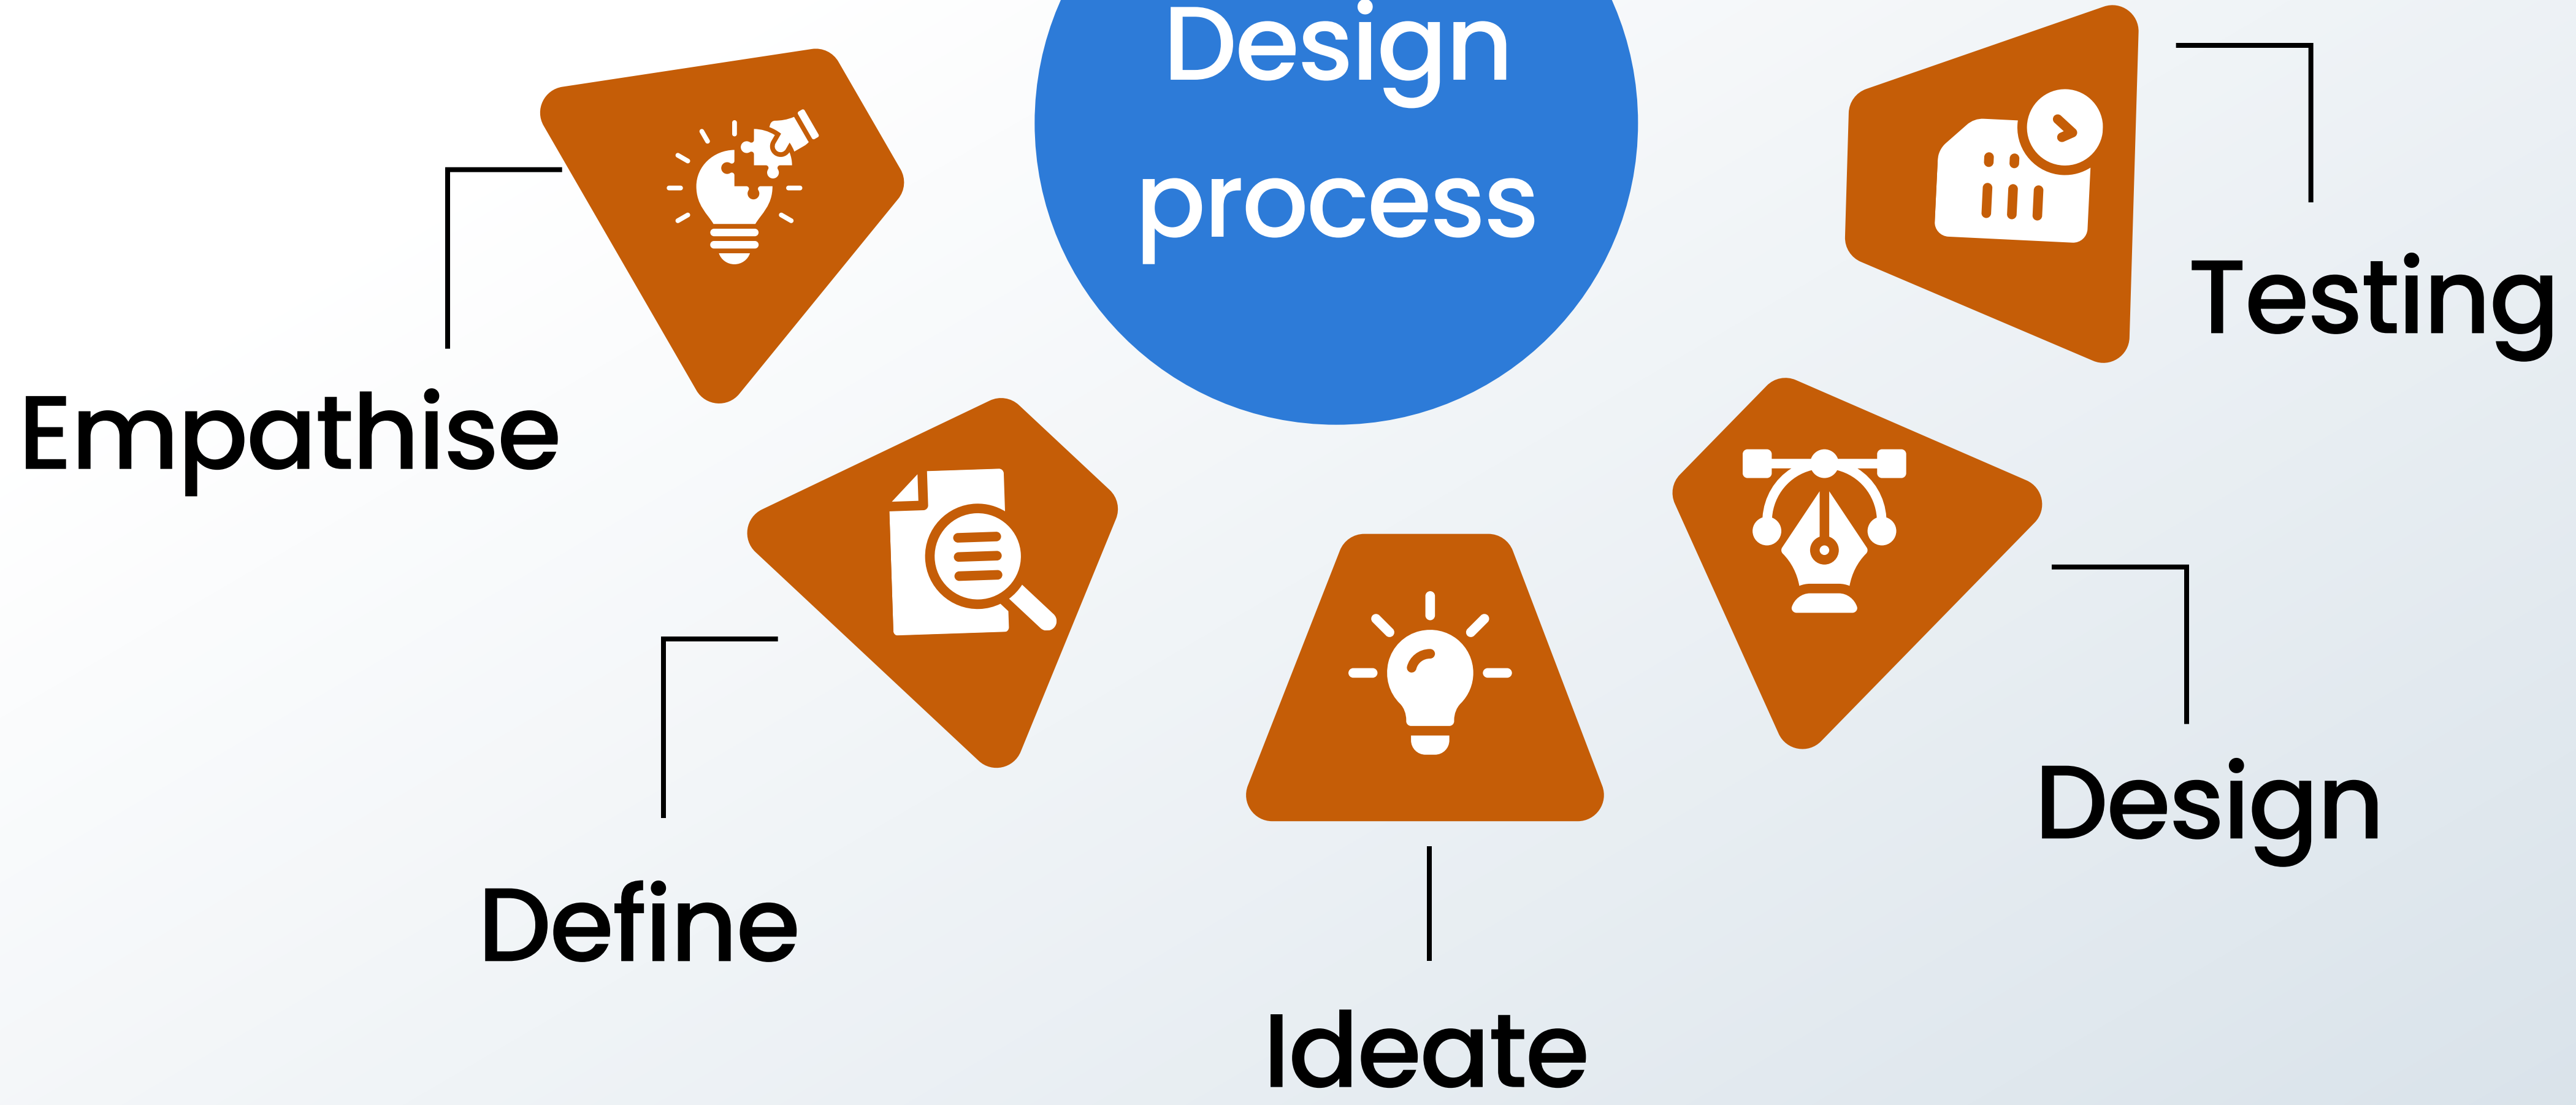 Design
process
Empathise
Define
Ideate
Design
Testing